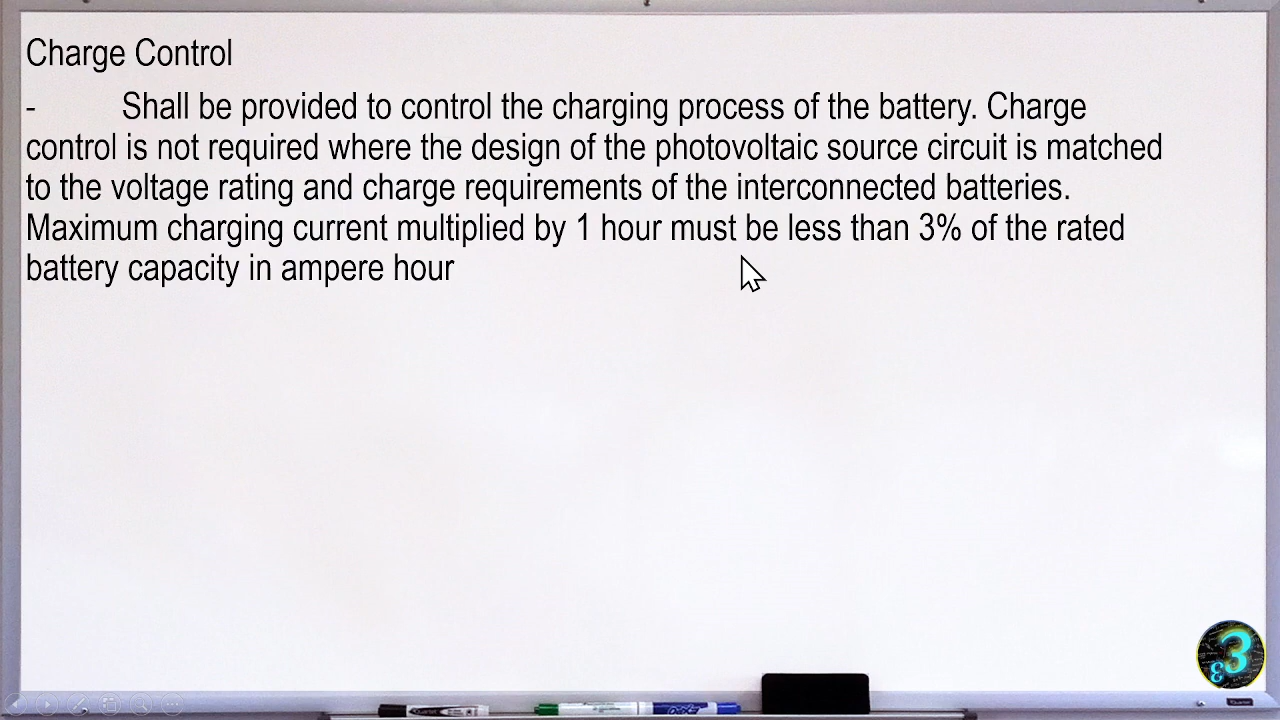 Charge Control
- Shall be provided to control the charging process of the battery. Charge
control is not required where the design of the photovoltaic source circuit is matched
to the voltage rating and charge requirements of the interconnected batteries.
Maximum charging current multiplied by 1 hour must be less than 3% of the rated
battery capacity in ampere hour
ε3